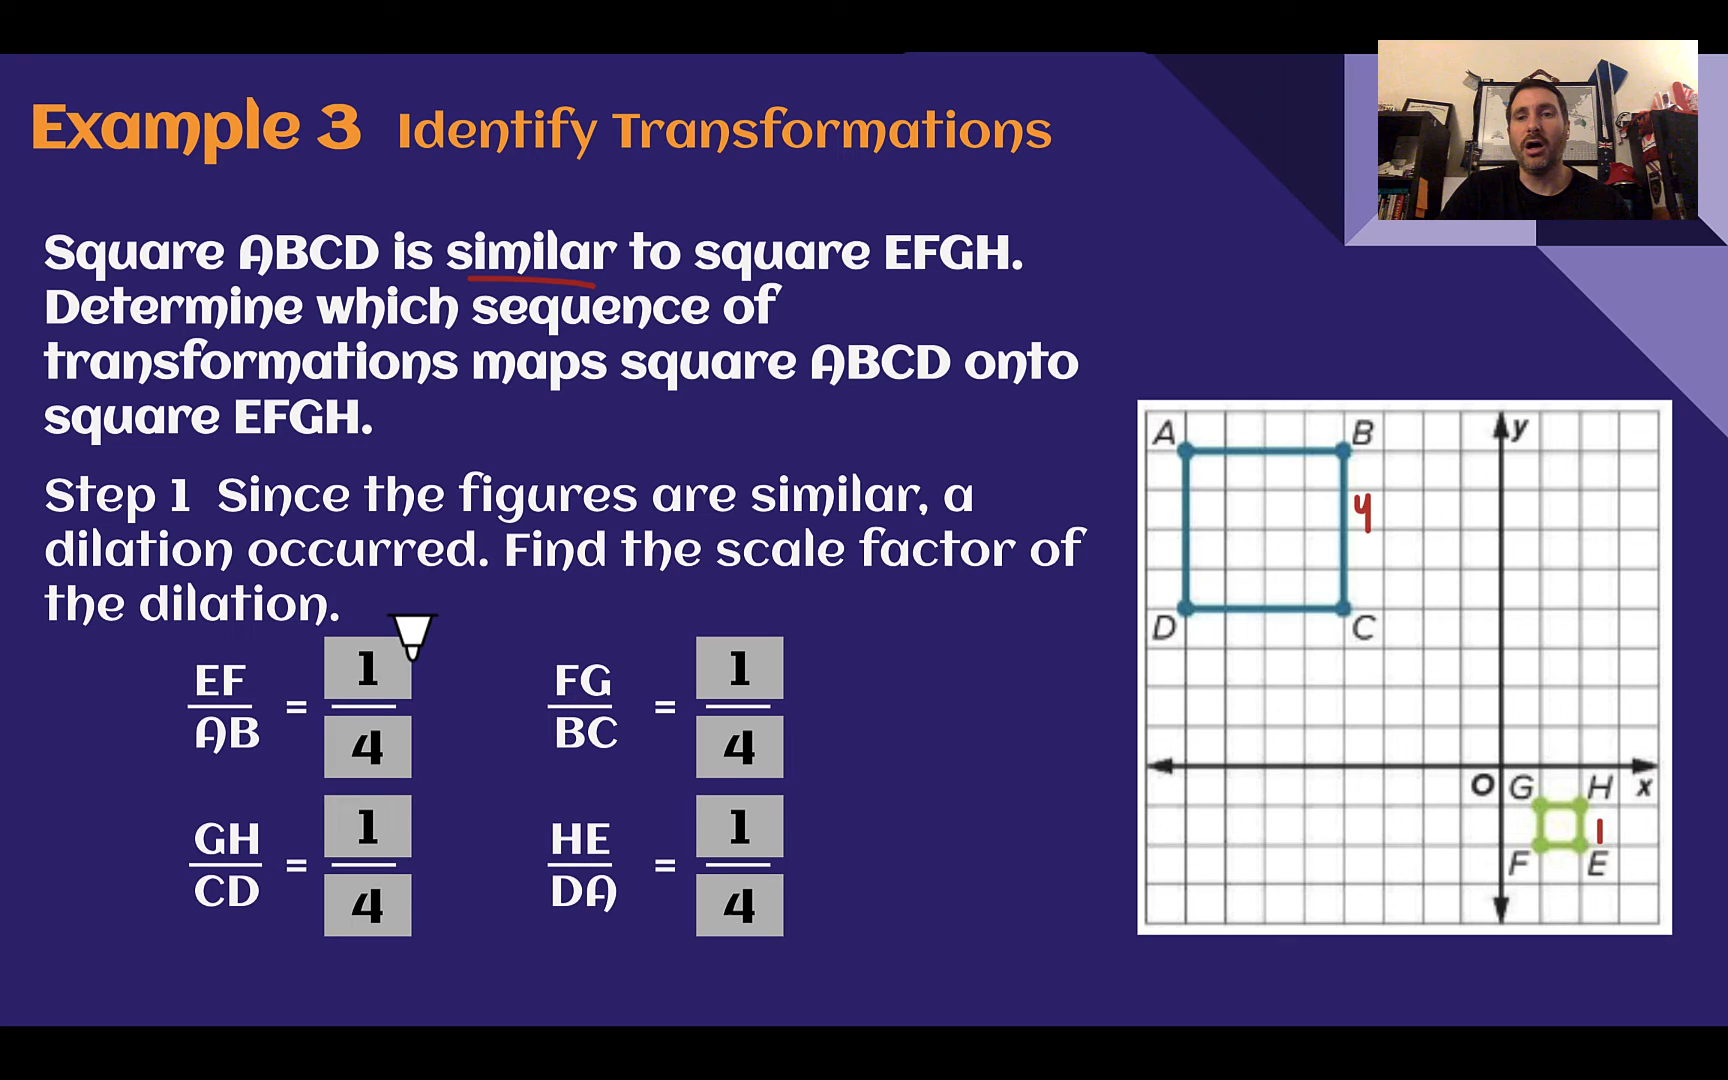 Example 3 Identify Transformations
Square ABCD is similar to square EFGH.
Determine which sequence of
transformations maps square ABCD onto
square EFGH.
Step 1 Since the figures are similar, a
dilation occurred. Find the scale factor of
the dilation.
EF/AB = 1/4
FG/BC = 1/4
GH/CD = 1/4
HE/DA = 1/4
A B y
4
D C
O G H x
1
F E